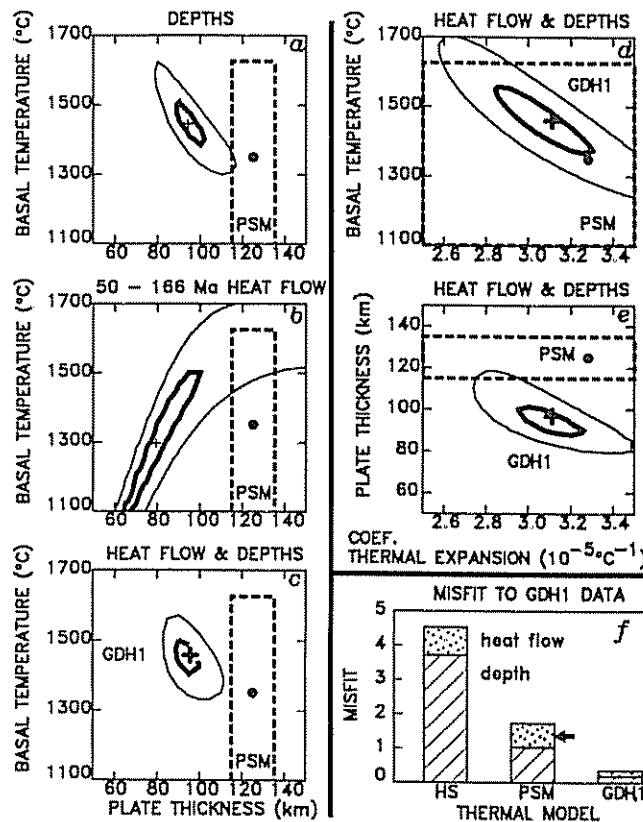 DEPTHS
BASAL TEMPERATURE (°C)
1700
1500
1300
1100
a
PSM
60 80 100 120 140
50 – 166 Ma HEAT FLOW
BASAL TEMPERATURE (°C)
1700
1500
1300
1100
b
PSM
60 80 100 120 140
HEAT FLOW & DEPTHS
BASAL TEMPERATURE (°C)
1700
1500
1300
1100
c
GDH1
PSM
60 80 100 120 140
PLATE THICKNESS (km)
HEAT FLOW & DEPTHS
BASAL TEMPERATURE (°C)
1700
1500
1300
1100
d
GDH1
PSM
2.6 2.8 3.0 3.2 3.4
HEAT FLOW & DEPTHS
PLATE THICKNESS (km)
140
120
100
80
60
e
PSM
GDH1
2.6 2.8 3.0 3.2 3.4
COEF.
THERMAL EXPANSION (10⁻⁵°C⁻¹)
MISFIT TO GDH1 DATA
MISFIT
5
4
3
2
1
0
f
heat flow
depth
HS PSM GDH1
THERMAL MODEL